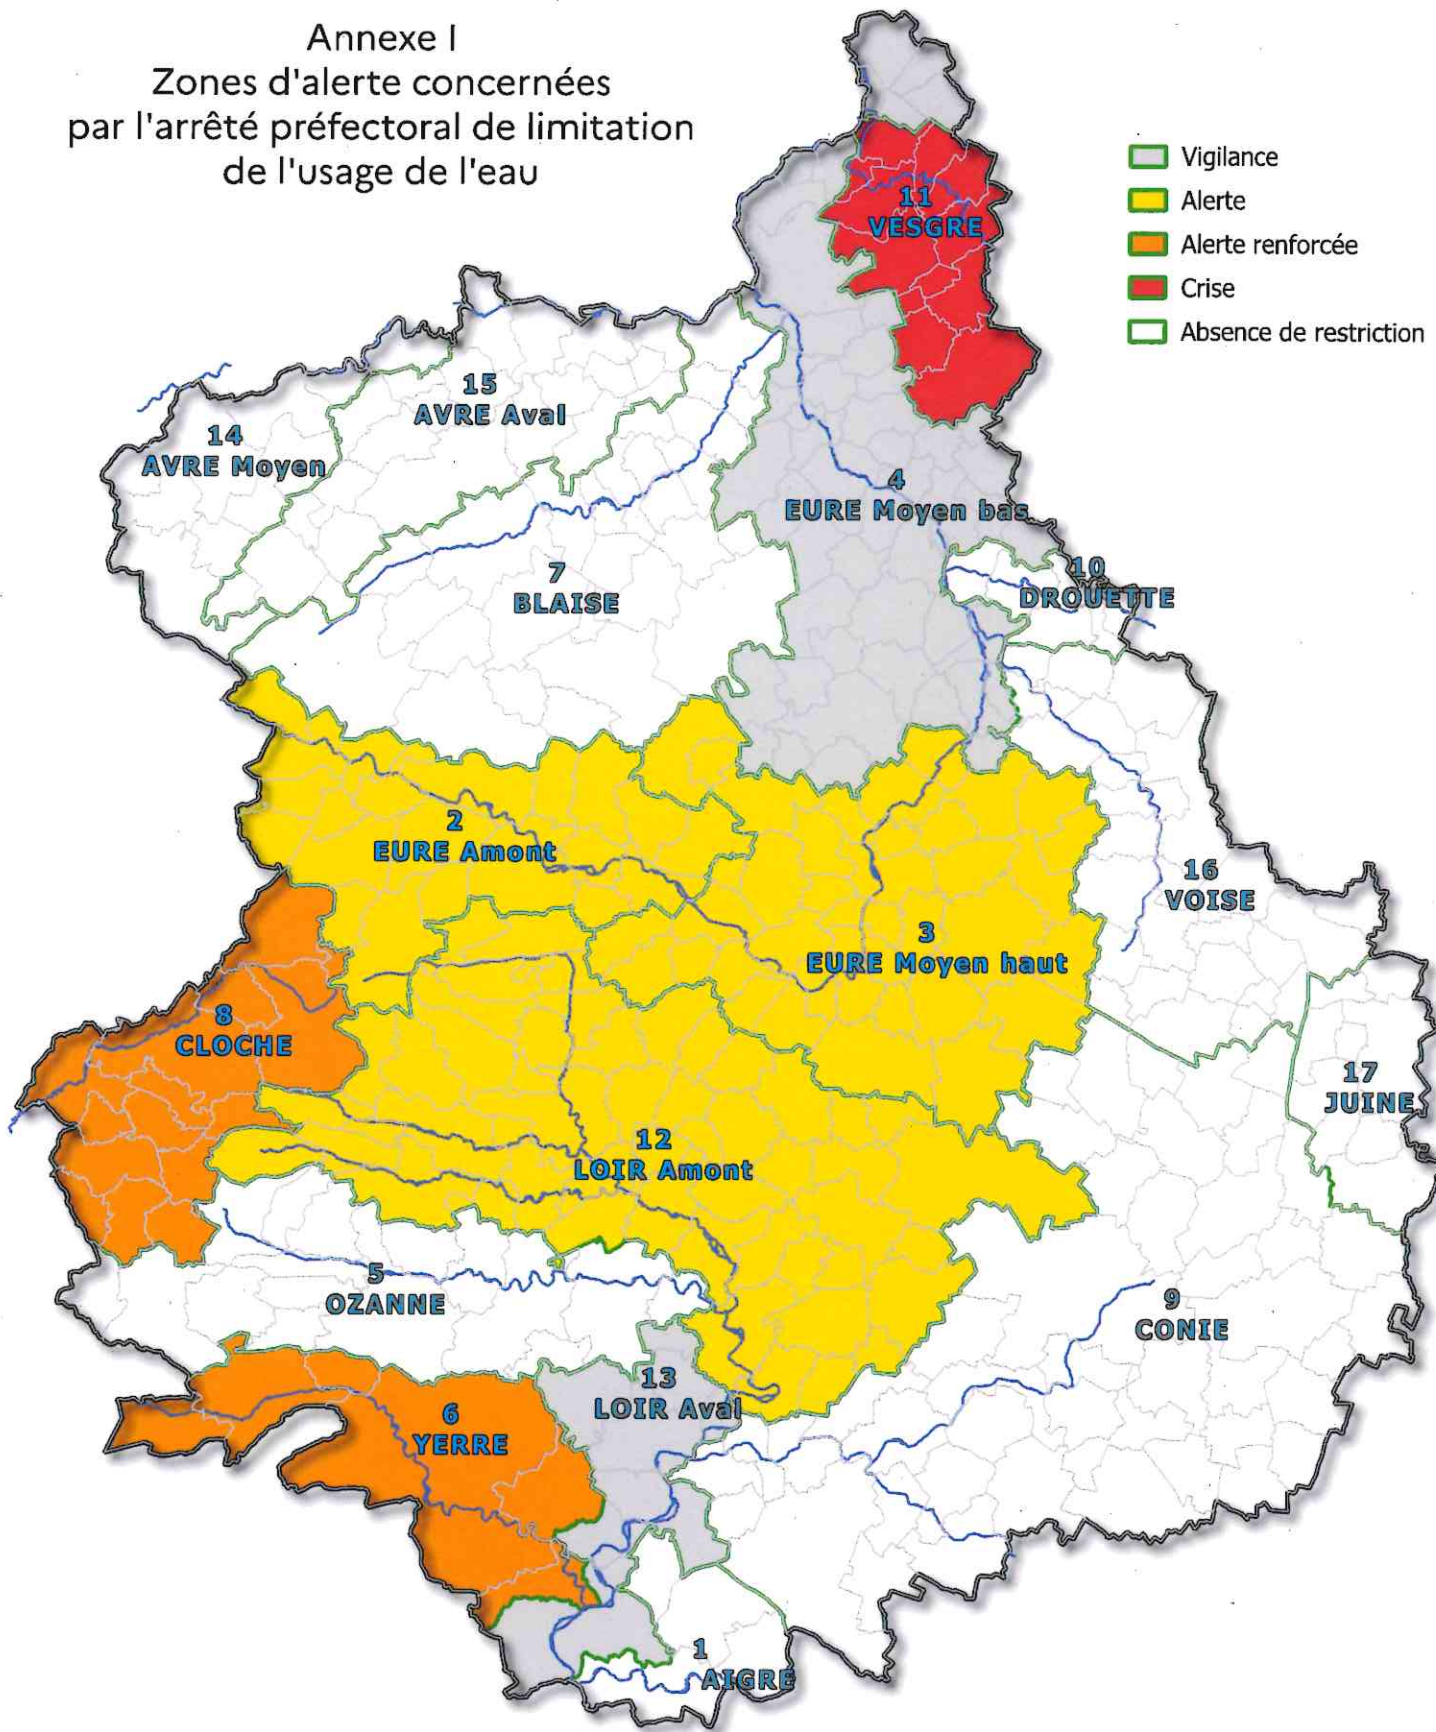 Annexe I
Zones d'alerte concernées
par l'arrêté préfectoral de limitation
de l'usage de l'eau
Vigilance
Alerte
Alerte renforcée
Crise
Absence de restriction
11
VESGRE
15
AVRE Aval
14
AVRE Moyen
4
EURE Moyen bas
7
BLAISE
10
DROUETTE
2
EURE Amont
16
VOISE
3
EURE Moyen haut
8
CLOCHE
17
JUINE
12
LOIR Amont
5
OZANNE
9
CONIE
13
LOIR Aval
6
YERRE
1
AIGRE